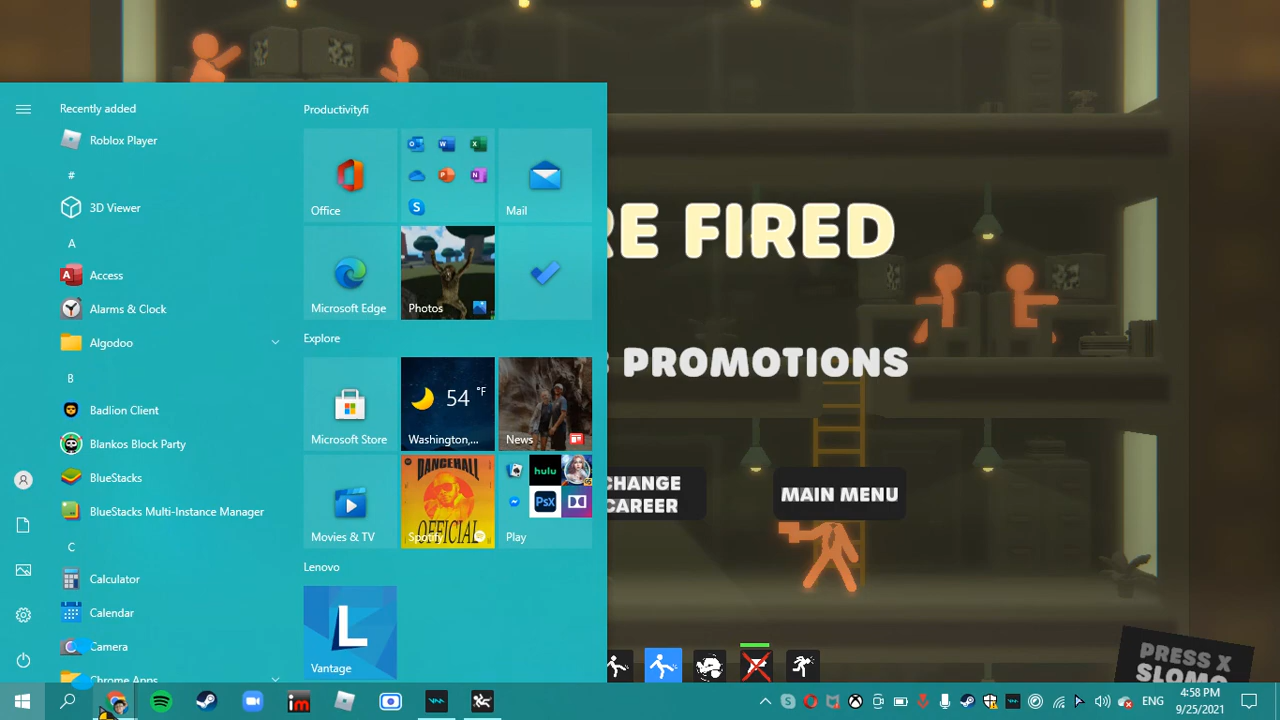 Recently added
Roblox Player
#
3D Viewer
A
Access
Alarms & Clock
Algodoo
B
Badlion Client
Blankos Block Party
BlueStacks
BlueStacks Multi-Instance Manager
C
Calculator
Calendar
Camera
Chrome Apps
Productivityfi
Office
Mail
Microsoft Edge
Photos
Explore
Microsoft Store
54 °F
Washington,...
News
Movies & TV
DANCEHALL
OFFICIAL
Spotify
hulu
PsX
Play
Lenovo
L
Vantage
RE FIRED
PROMOTIONS
CHANGE
CAREER
MAIN MENU
PRESS X
SLOMO
im
ENG
4:58 PM
9/25/2021